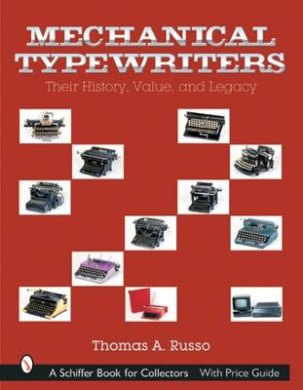 MECHANICAL
TYPEWRITERS
Their History, Value, and Legacy
Thomas A. Russo
A Schiffer Book for Collectors With Price Guide